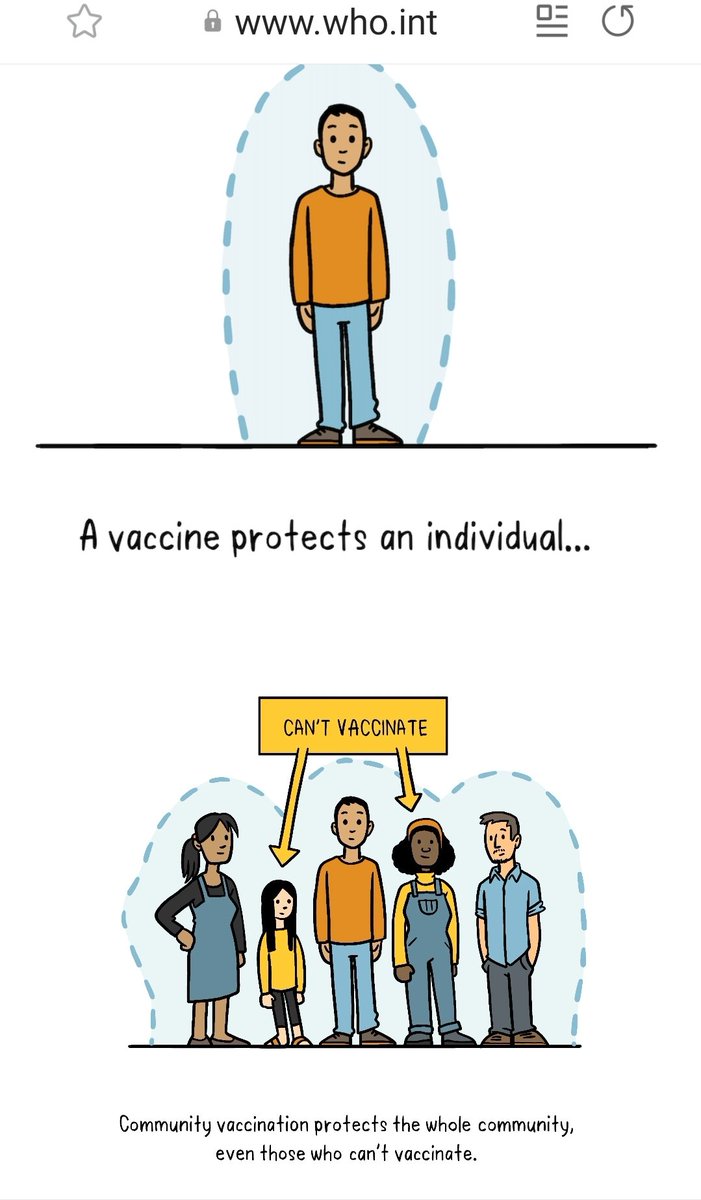 www.who.int
A vaccine protects an individual...
CAN'T VACCINATE
Community vaccination protects the whole community,
even those who can't vaccinate.